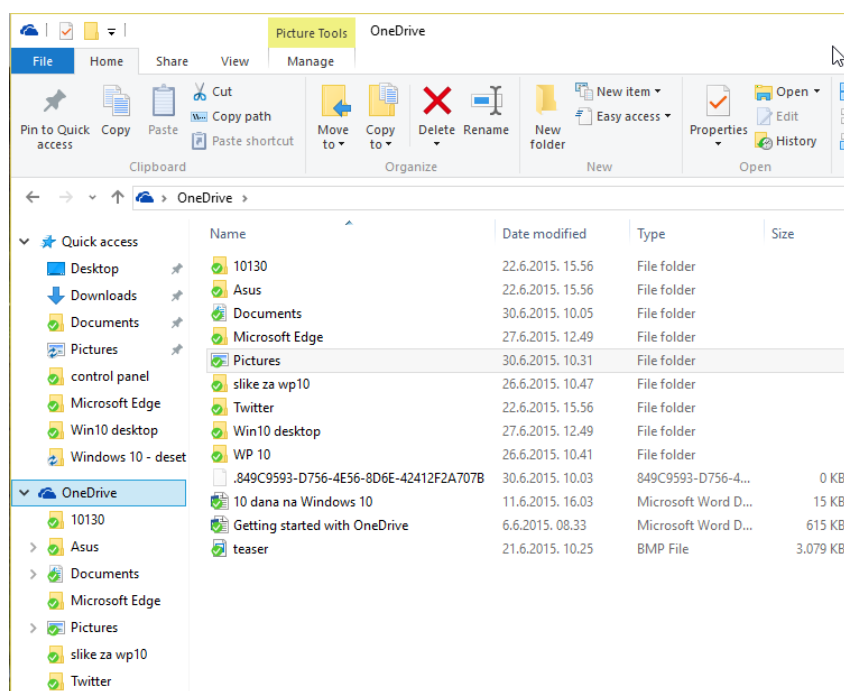 Picture Tools OneDrive
File Home Share View Manage
Pin to Quick access
Copy
Paste
Cut
Copy path
Paste shortcut
Clipboard
Move to
Copy to
Delete
Rename
Organize
New folder
New item
Easy access
New
Properties
Open
Edit
History
Open
OneDrive
Name Date modified Type Size
Quick access
Desktop
Downloads
Documents
Pictures
control panel
Microsoft Edge
Win10 desktop
Windows 10 - deset
OneDrive
10130
Asus
Documents
Microsoft Edge
Pictures
slike za wp10
Twitter
10130 22.6.2015. 15.56 File folder
Asus 22.6.2015. 15.56 File folder
Documents 30.6.2015. 10.05 File folder
Microsoft Edge 27.6.2015. 12.49 File folder
Pictures 30.6.2015. 10.31 File folder
slike za wp10 26.6.2015. 10.47 File folder
Twitter 22.6.2015. 15.56 File folder
Win10 desktop 27.6.2015. 12.49 File folder
WP 10 26.6.2015. 10.41 File folder
.849C9593-D756-4E56-8D6E-42412F2A707B 30.6.2015. 10.03 849C9593-D756-4... 0 KB
10 dana na Windows 10 11.6.2015. 16.03 Microsoft Word D... 15 KB
Getting started with OneDrive 6.6.2015. 08.33 Microsoft Word D... 615 KB
teaser 21.6.2015. 10.25 BMP File 3.079 KB